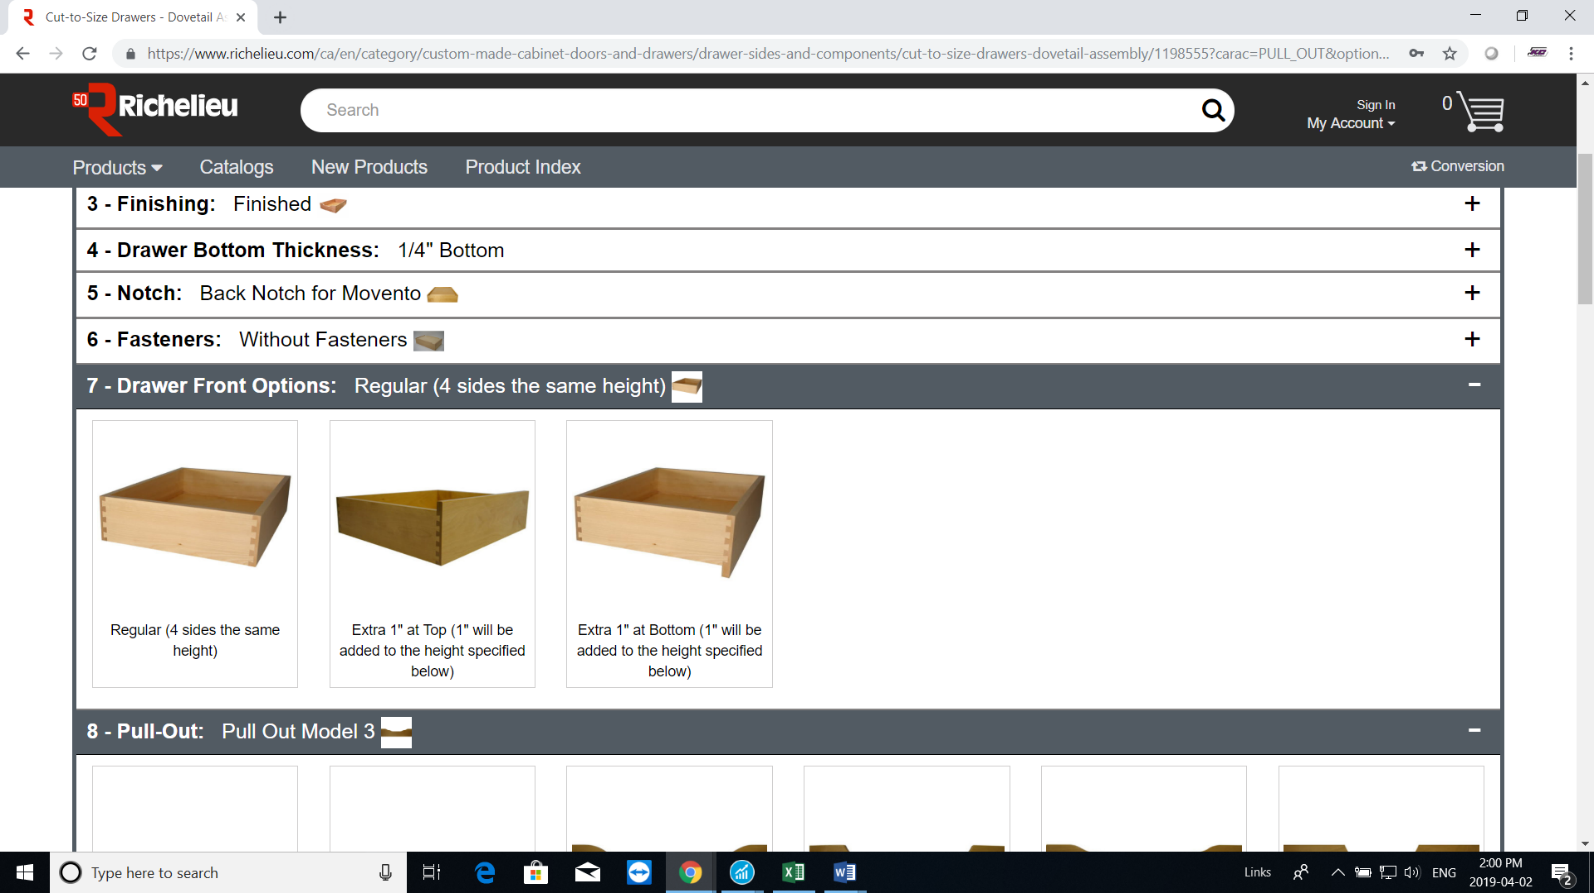 Cut-to-Size Drawers - Dovetail As
https://www.richelieu.com/ca/en/category/custom-made-cabinet-doors-and-drawers/drawer-sides-and-components/cut-to-size-drawers-dovetail-assembly/1198555?carac=PULL_OUT&option...
50
Richelieu
Search
Sign In
My Account
0
Products
Catalogs
New Products
Product Index
Conversion
3 - Finishing: Finished
4 - Drawer Bottom Thickness: 1/4" Bottom
5 - Notch: Back Notch for Movento
6 - Fasteners: Without Fasteners
7 - Drawer Front Options: Regular (4 sides the same height)
Regular (4 sides the same
height)
Extra 1" at Top (1" will be
added to the height specified
below)
Extra 1" at Bottom (1" will be
added to the height specified
below)
8 - Pull-Out: Pull Out Model 3
Type here to search
Links
ENG
2:00 PM
2019-04-02
2